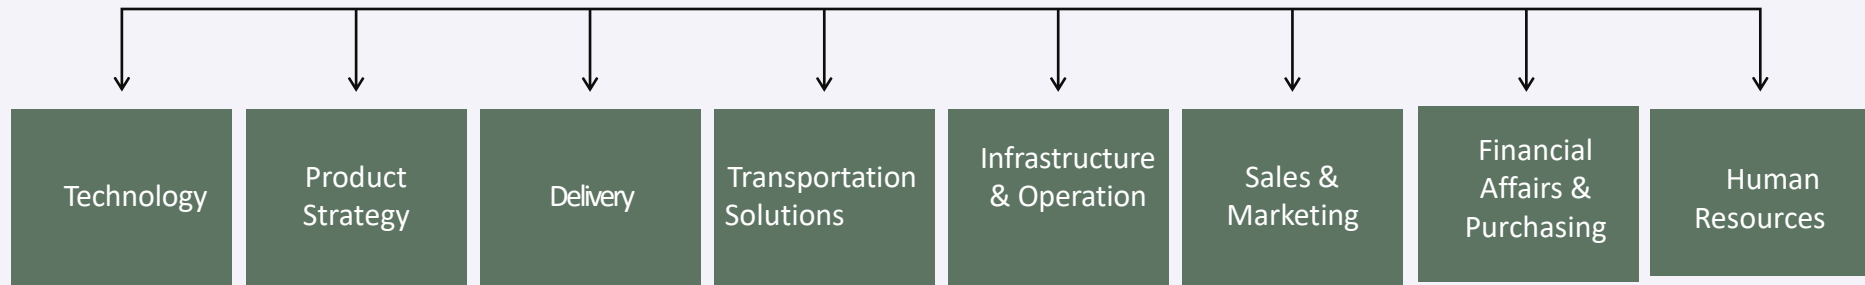 Technology
Product
Strategy
Delivery
Transportation
Solutions
Infrastructure
& Operation
Sales &
Marketing
Financial
Affairs &
Purchasing
Human
Resources